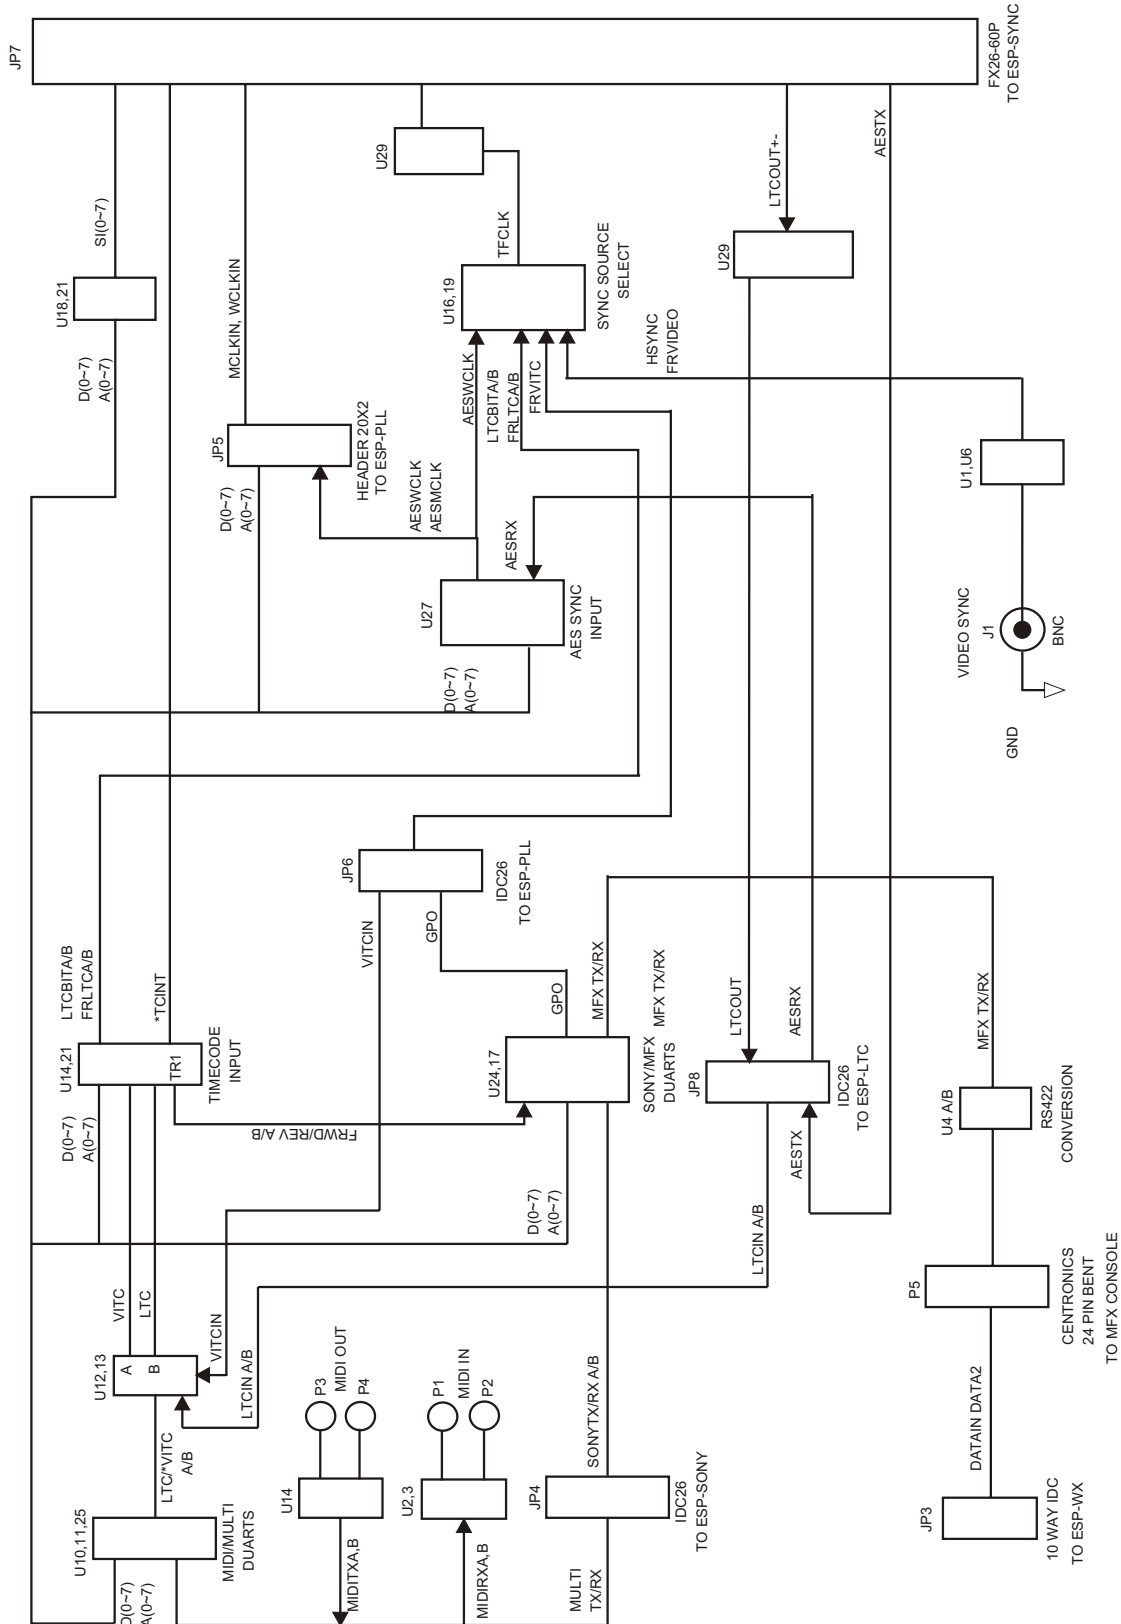 JP7
FX26-60P
TO ESP-SYNC
SI(0~7)
U18,21
D(0~7)
A(0~7)
MCLKIN, WCLKIN
JP5
HEADER 20X2
TO ESP-PLL
D(0~7)
A(0~7)
U29
TFCLK
U16,19
SYNC SOURCE
SELECT
AESWCLK
LTCBITA/B
FRLTCA/B
FRVITC
HSYNC
FRVIDEO
LTCOUT+-
U29
AESTX
AESWCLK
AESMCLK
AESRX
U27
AES SYNC
INPUT
D(0~7)
A(0~7)
U1,U6
VIDEO SYNC
J1
BNC
GND
JP6
IDC26
TO ESP-PLL
VITCIN
GPO
LTCBITA/B
FRLTCA/B
*TCINT
U14,21
TR1
TIMECODE
INPUT
D(0~7)
A(0~7)
FRWD/REV A/B
GPO
MFX TX/RX
MFX TX/RX
U24,17
SONY/MFX
DUARTS
D(0~7)
A(0~7)
LTCOUT
AESRX
JP8
IDC26
TO ESP-LTC
AESTX
LTCIN A/B
MFX TX/RX
U4 A/B
RS422
CONVERSION
VITC
LTC
U12,13
A
B
VITCIN
LTCIN A/B
LTC/*VITC
A/B
U10,11,25
MIDI/MULTI
DUARTS
D(0~7)
A(0~7)
P3
MIDI OUT
P4
U14
MIDITXA,B
P1
MIDI IN
P2
U2,3
MIDIRXA,B
SONYTX/RX A/B
JP4
IDC26
TO ESP-SONY
MULTI
TX/RX
P5
CENTRONICS
24 PIN BENT
TO MFX CONSOLE
DATAIN DATA2
JP3
10 WAY IDC
TO ESP-WX